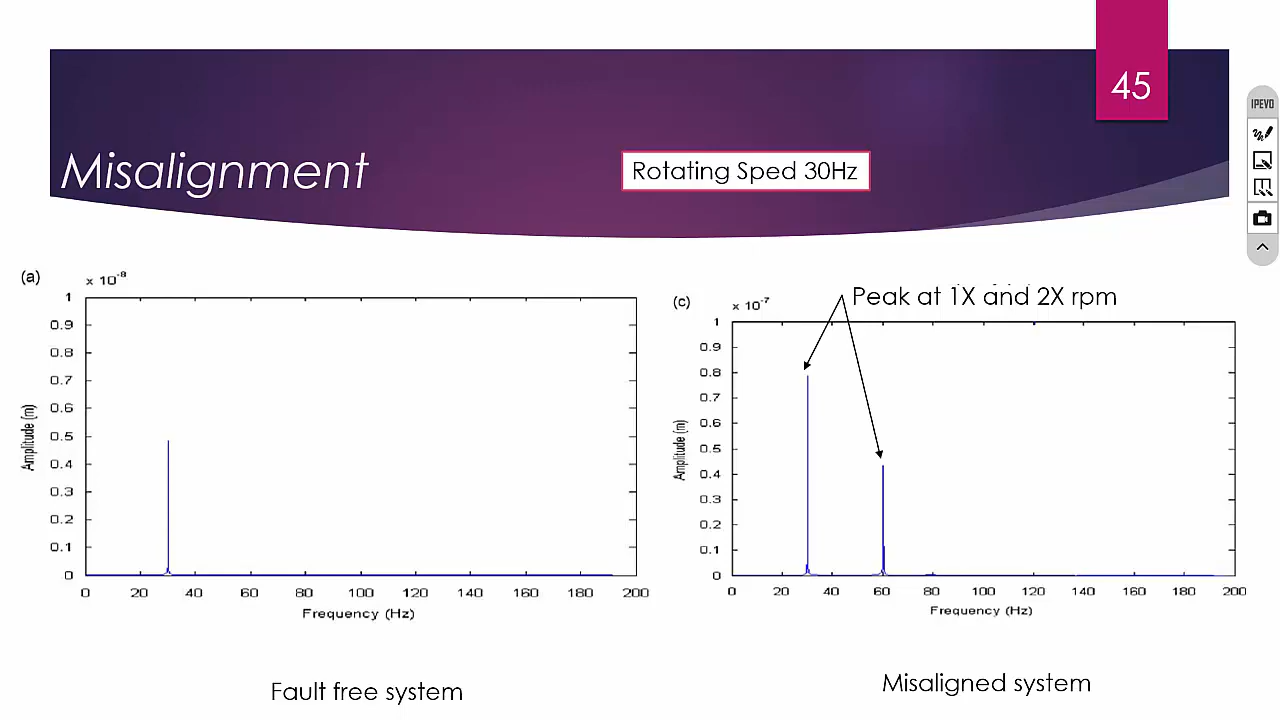 45
IPEVO
Misalignment
Rotating Sped 30Hz
(a)
x 10⁻⁸
1
0.9
0.8
0.7
0.6
0.5
0.4
0.3
0.2
0.1
0
Amplitude (m)
0 20 40 60 80 100 120 140 160 180 200
Frequency (Hz)
Fault free system
(c)
x 10⁻⁷
Peak at 1X and 2X rpm
1
0.9
0.8
0.7
0.6
0.5
0.4
0.3
0.2
0.1
0
Amplitude (m)
0 20 40 60 80 100 120 140 160 180 200
Frequency (Hz)
Misaligned system